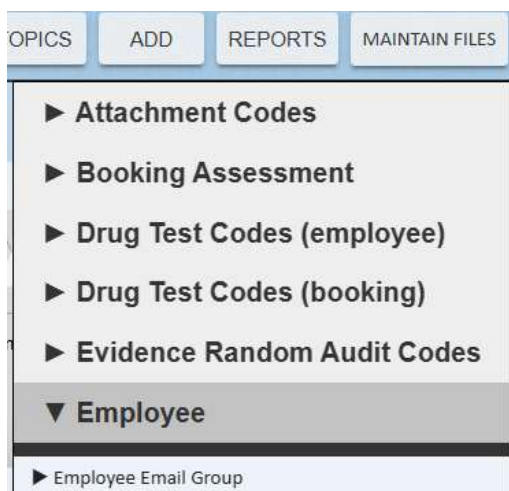 OPICS ADD REPORTS MAINTAIN FILES
▶ Attachment Codes
▶ Booking Assessment
▶ Drug Test Codes (employee)
▶ Drug Test Codes (booking)
▶ Evidence Random Audit Codes
▼ Employee
▶ Employee Email Group